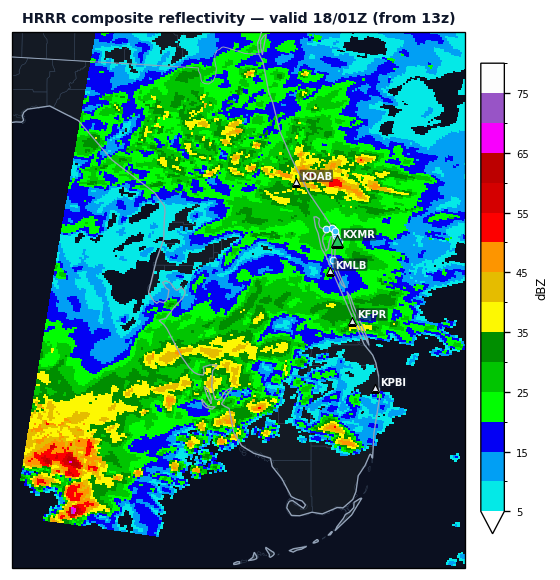 HRRR composite reflectivity — valid 18/01Z (from 13z)
KDAB
KXMR
KMLB
KFPR
KPBI
75
65
55
45
35
25
15
5
dBZ